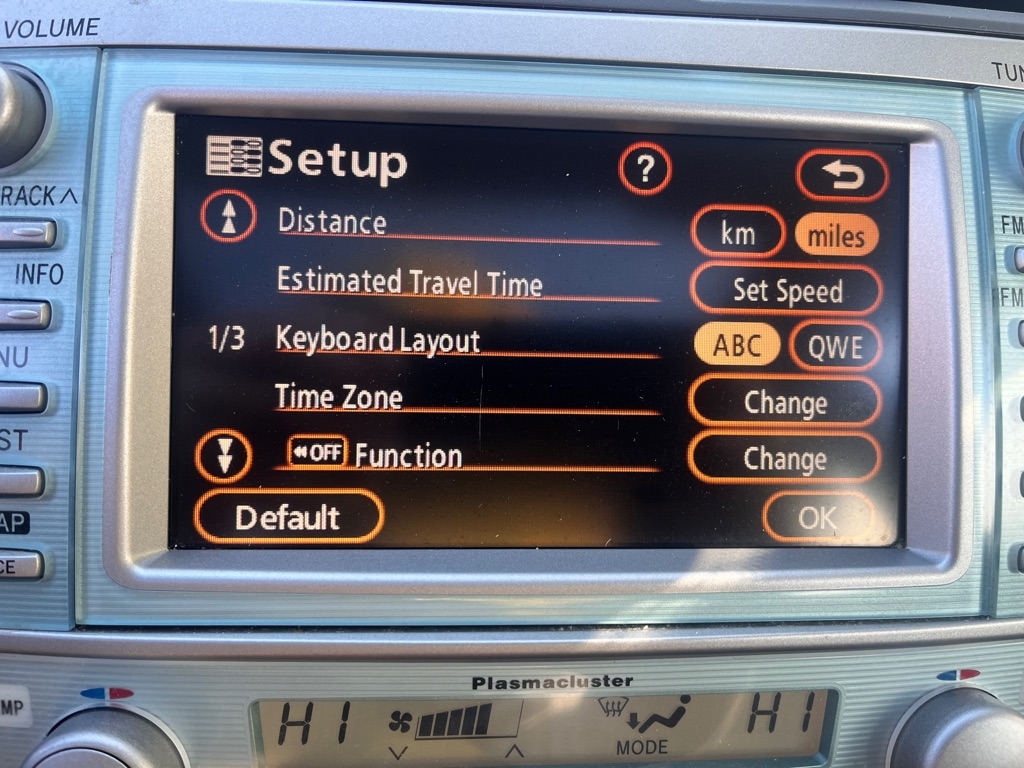 VOLUME
TUN
Setup ?
RACK ∧
Distance km miles
FM
INFO
Estimated Travel Time Set Speed
FM
1/3 Keyboard Layout ABC QWE
NU
Time Zone Change
ST
OFF Function Change
AP
Default OK
CE
Plasmacluster
MP
HI HI
MODE